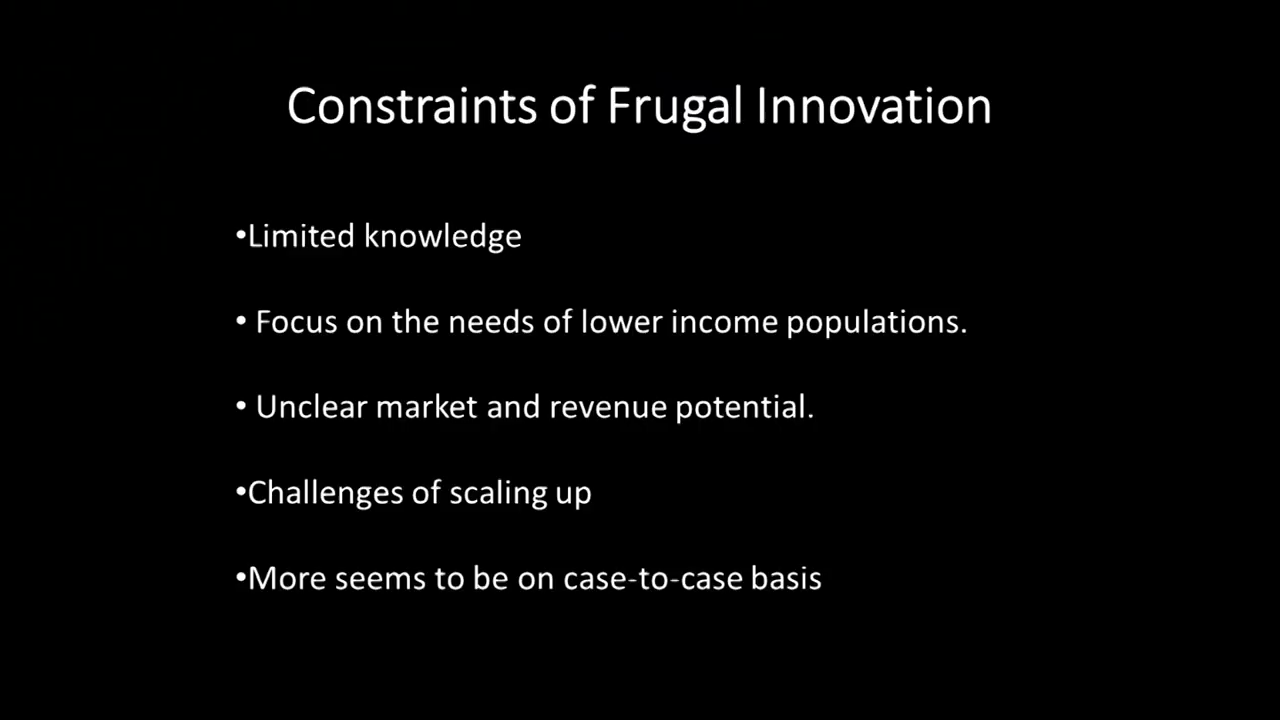 Constraints of Frugal Innovation
•Limited knowledge
• Focus on the needs of lower income populations.
• Unclear market and revenue potential.
•Challenges of scaling up
•More seems to be on case-to-case basis